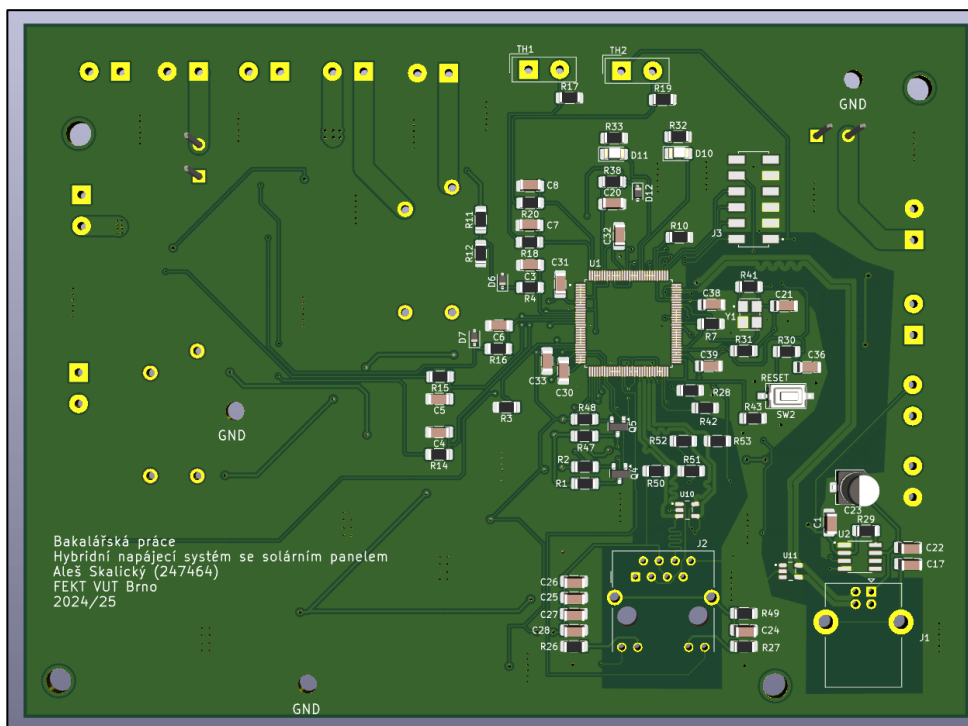 TH1
TH2
R17
R19
GND
R33
R32
D11
D10
R38
D12
C8
C20
R11
R20
C7
C32
R10
J3
R12
R18
U1
C31
C3
R41
D6
R4
C38
C21
Y1
D7
C6
R7
R16
R31
R30
C39
C36
C33
C30
R15
R28
RESET
C5
R3
R42
R43
SW2
GND
R48
Q5
C4
R47
R52
R53
R14
R2
R51
R1
Q4
R50
C23
U10
C1
R29
Bakalářská práce
Hybridní napájecí systém se solárním panelem
Aleš Skalický (247464)
FEKT VUT Brno
2024/25
J2
U2
C22
U11
C17
C26
C25
C27
R49
C28
C24
J1
R26
R27
GND